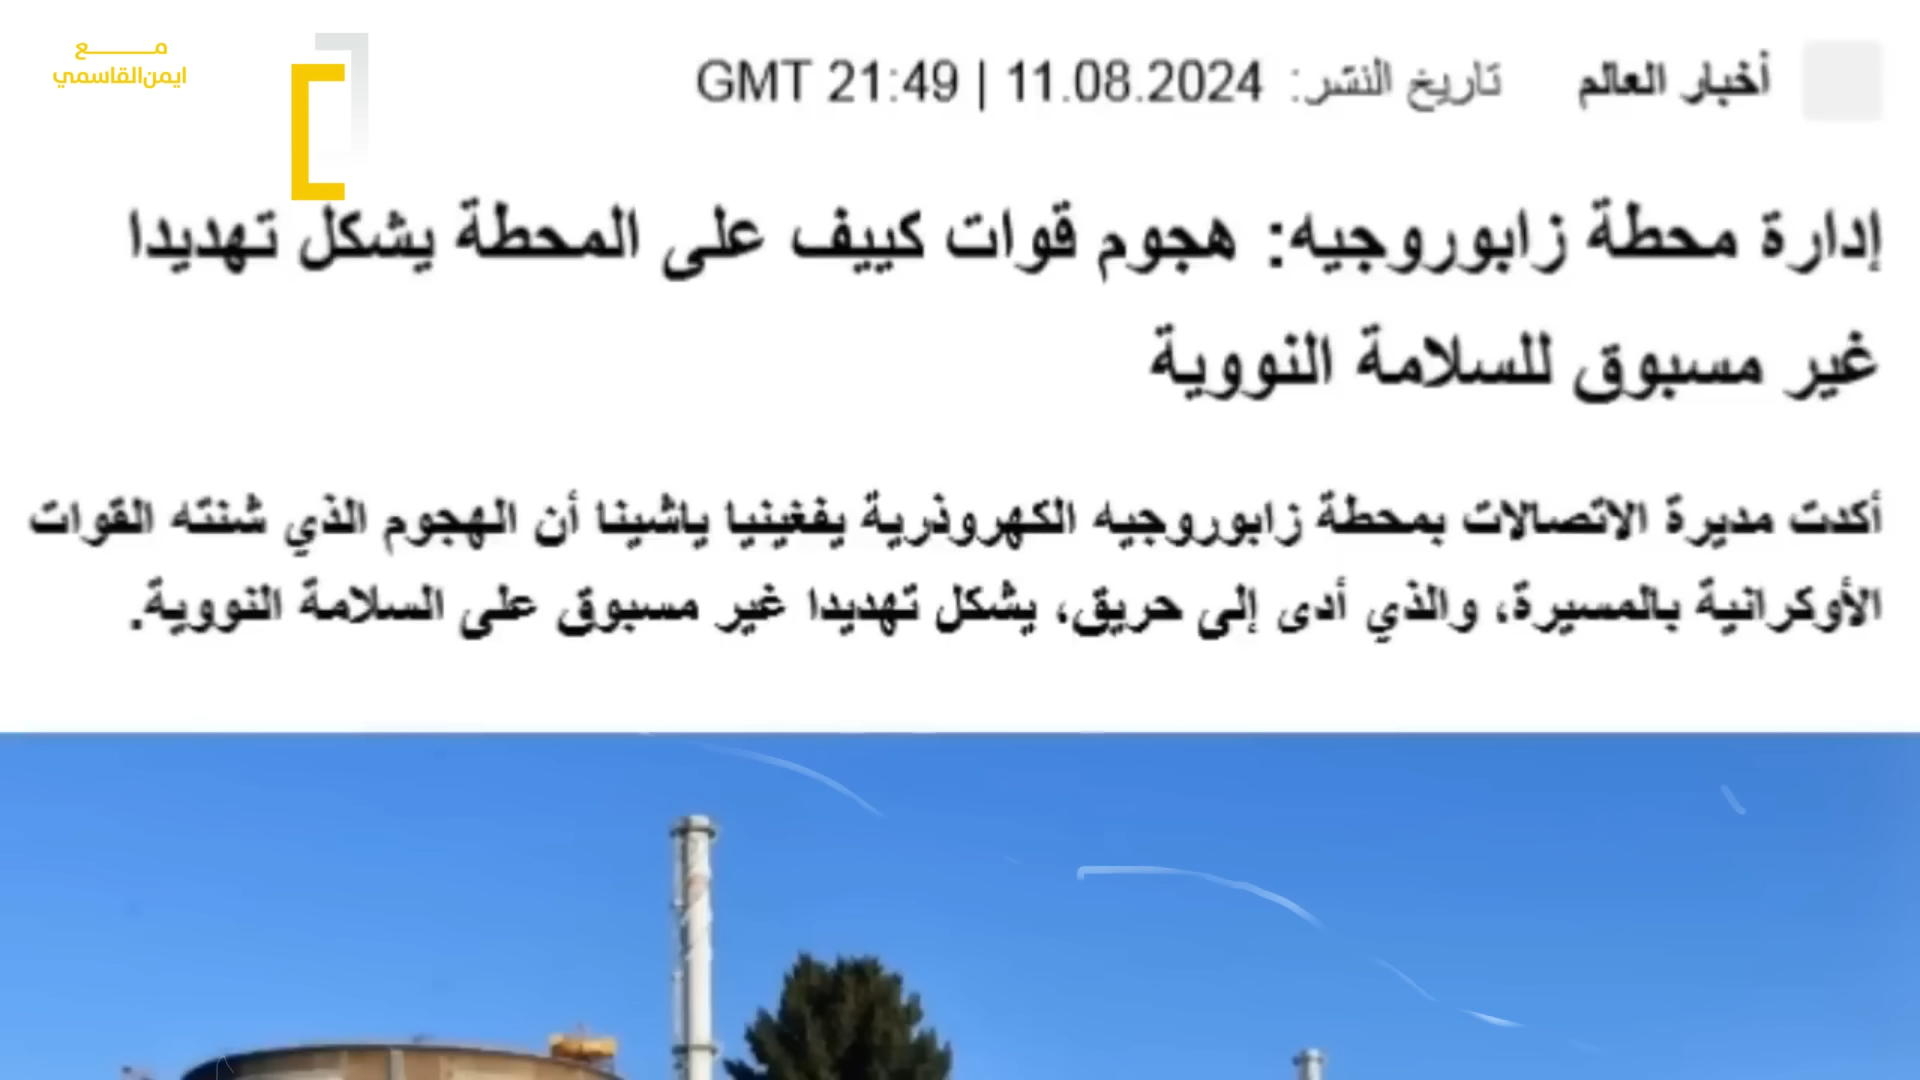 مع
ايمن القاسمي
أخبار العالم تاريخ النشر: 11.08.2024 | 21:49 GMT
إدارة محطة زابوروجيه: هجوم قوات كييف على المحطة يشكل تهديدا
غير مسبوق للسلامة النووية
أكدت مديرة الاتصالات بمحطة زابوروجيه الكهروذرية يفغينيا ياشينا أن الهجوم الذي شنته القوات
الأوكرانية بالمسيرة، والذي أدى إلى حريق، يشكل تهديدا غير مسبوق على السلامة النووية.